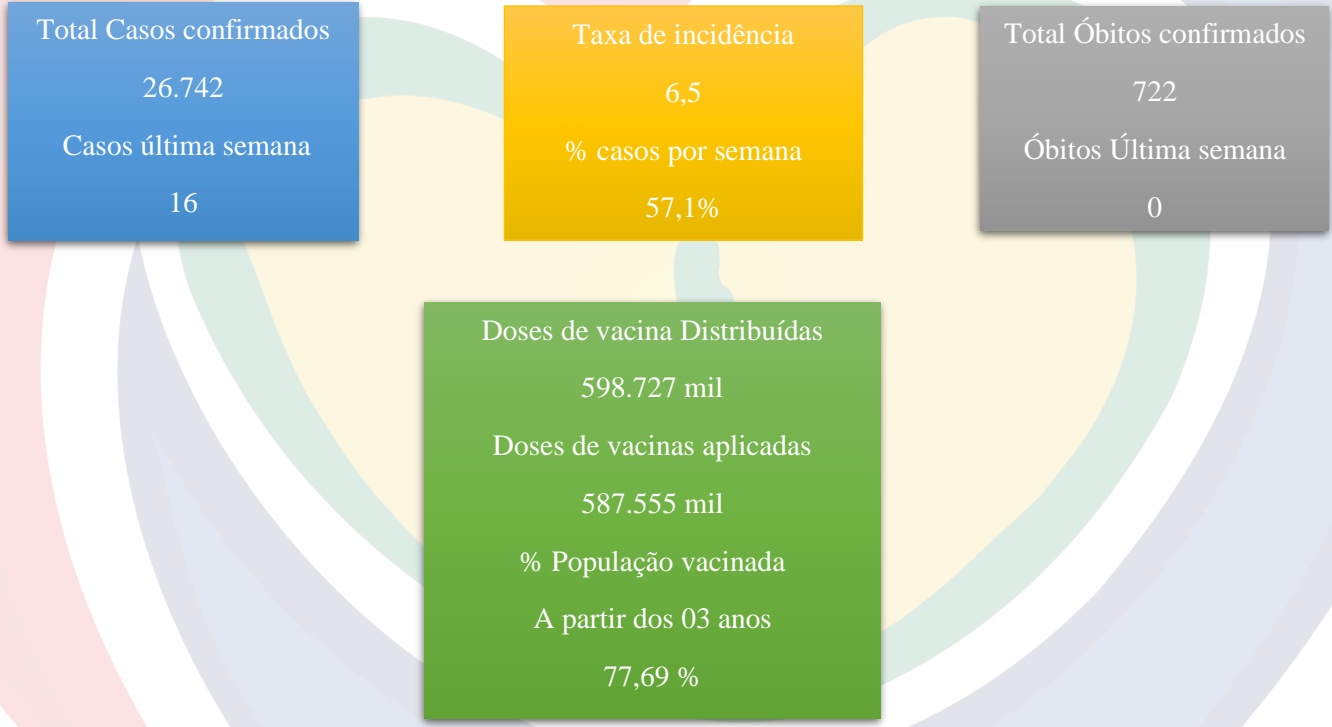 Total Casos confirmados
26.742
Casos última semana
16
Taxa de incidência
6,5
% casos por semana
57,1%
Total Óbitos confirmados
722
Óbitos Última semana
0
Doses de vacina Distribuídas
598.727 mil
Doses de vacinas aplicadas
587.555 mil
% População vacinada
A partir dos 03 anos
77,69 %